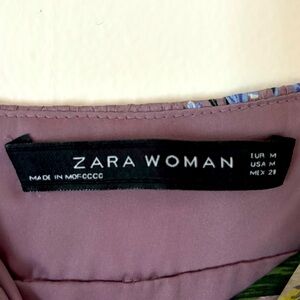 ZARA WOMAN
MADE IN MOROCCO
EUR M
USA M
MEX 28